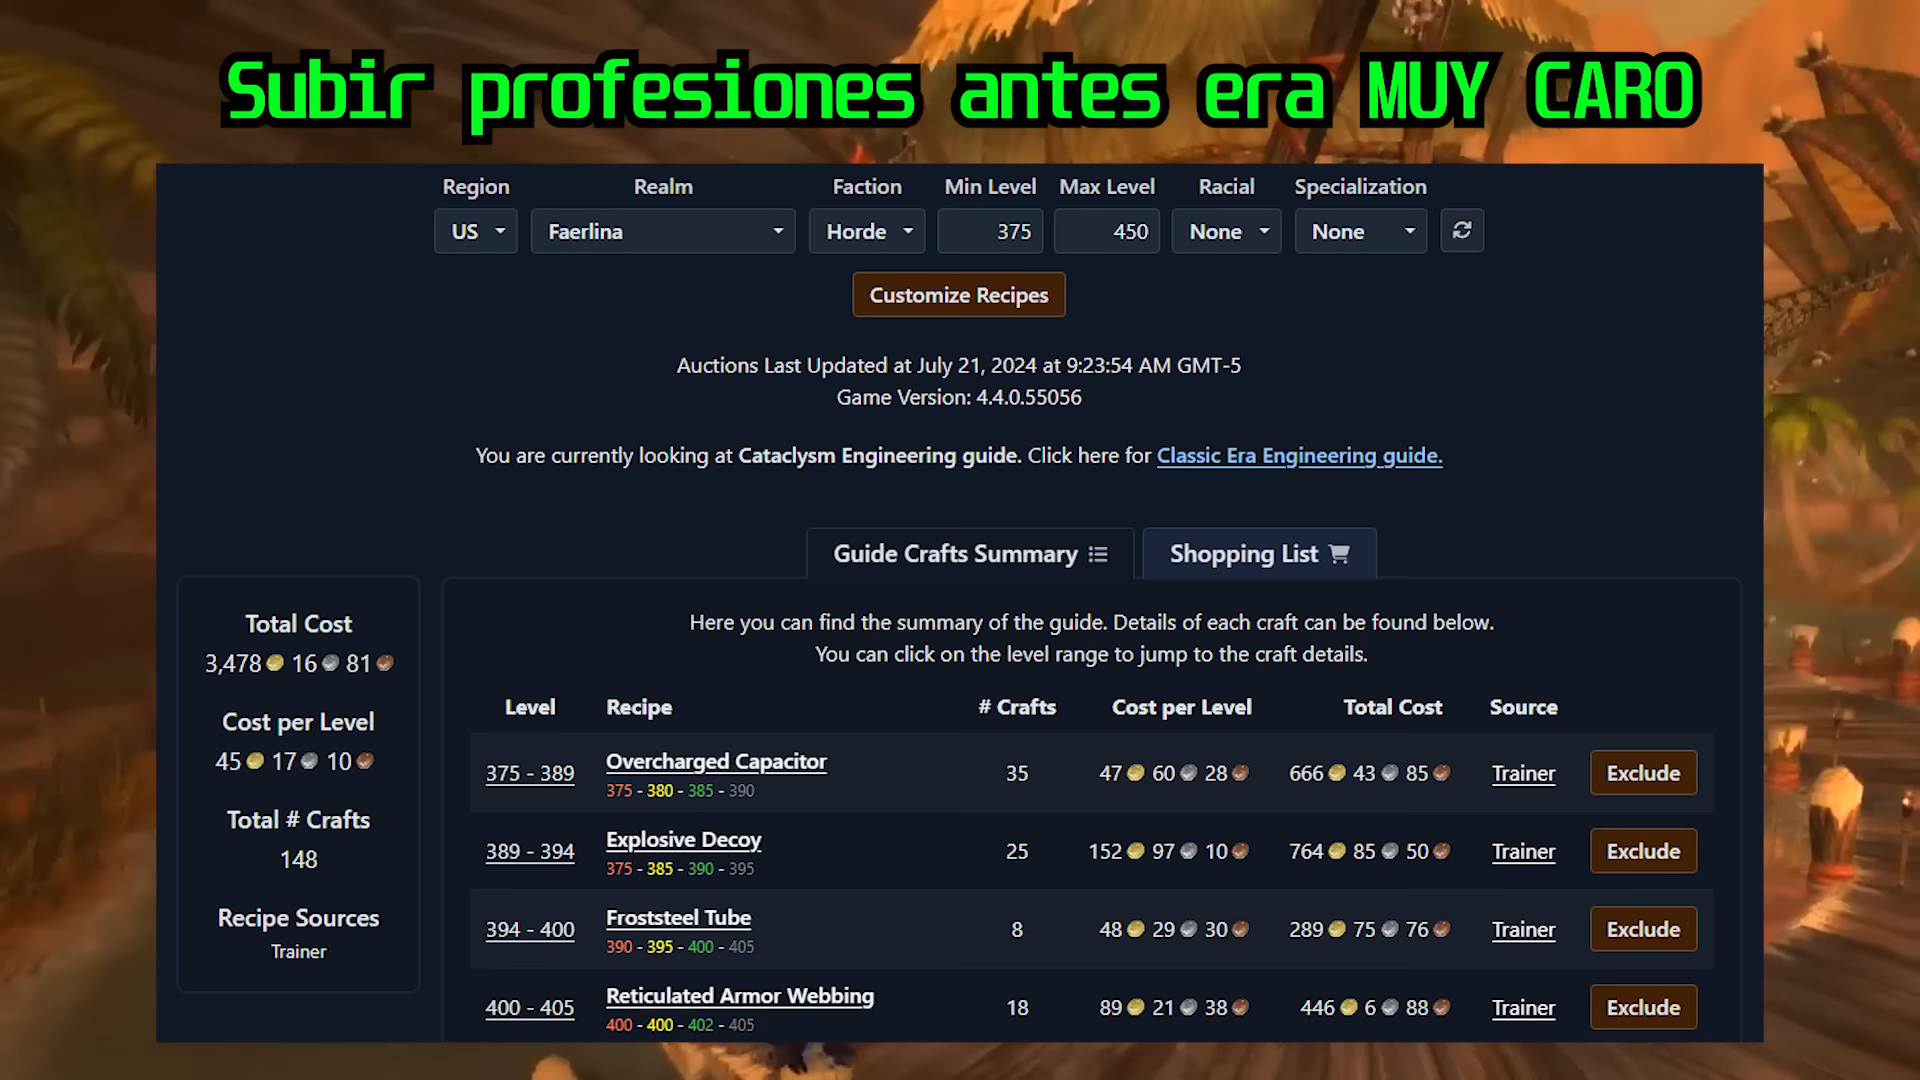 Subir profesiones antes era MUY CARO
Region Realm Faction Min Level Max Level Racial Specialization
US Faerlina Horde 375 450 None None
Customize Recipes
Auctions Last Updated at July 21, 2024 at 9:23:54 AM GMT-5
Game Version: 4.4.0.55056
You are currently looking at Cataclysm Engineering guide. Click here for Classic Era Engineering guide.
Guide Crafts Summary Shopping List
Total Cost
3,478 16 81
Cost per Level
45 17 10
Total # Crafts
148
Recipe Sources
Trainer
Here you can find the summary of the guide. Details of each craft can be found below.
You can click on the level range to jump to the craft details.
Level Recipe # Crafts Cost per Level Total Cost Source
375 - 389 Overcharged Capacitor 35 47 60 28 666 43 85 Trainer Exclude
375 - 380 - 385 - 390
389 - 394 Explosive Decoy 25 152 97 10 764 85 50 Trainer Exclude
375 - 385 - 390 - 395
394 - 400 Froststeel Tube 8 48 29 30 289 75 76 Trainer Exclude
390 - 395 - 400 - 405
400 - 405 Reticulated Armor Webbing 18 89 21 38 446 6 88 Trainer Exclude
400 - 400 - 402 - 405